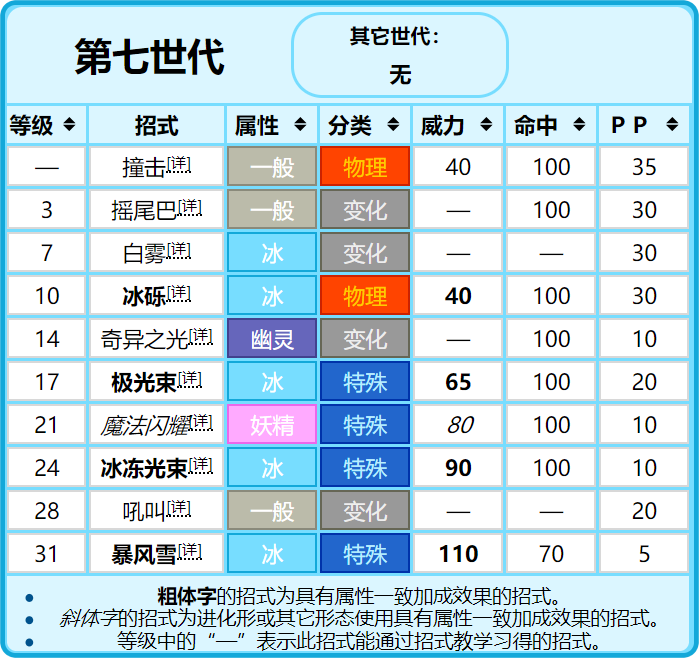 第七世代
其它世代：
无
等级 招式 属性 分类 威力 命中 PP
— 撞击[详] 一般 物理 40 100 35
3 摇尾巴[详] 一般 变化 — 100 30
7 白雾[详] 冰 变化 — — 30
10 冰砾[详] 冰 物理 40 100 30
14 奇异之光[详] 幽灵 变化 — 100 10
17 极光束[详] 冰 特殊 65 100 20
21 魔法闪耀[详] 妖精 特殊 80 100 10
24 冰冻光束[详] 冰 特殊 90 100 10
28 吼叫[详] 一般 变化 — — 20
31 暴风雪[详] 冰 特殊 110 70 5
粗体字的招式为具有属性一致加成效果的招式。
斜体字的招式为进化形或其它形态使用具有属性一致加成效果的招式。
等级中的“—”表示此招式能通过招式教学习得的招式。